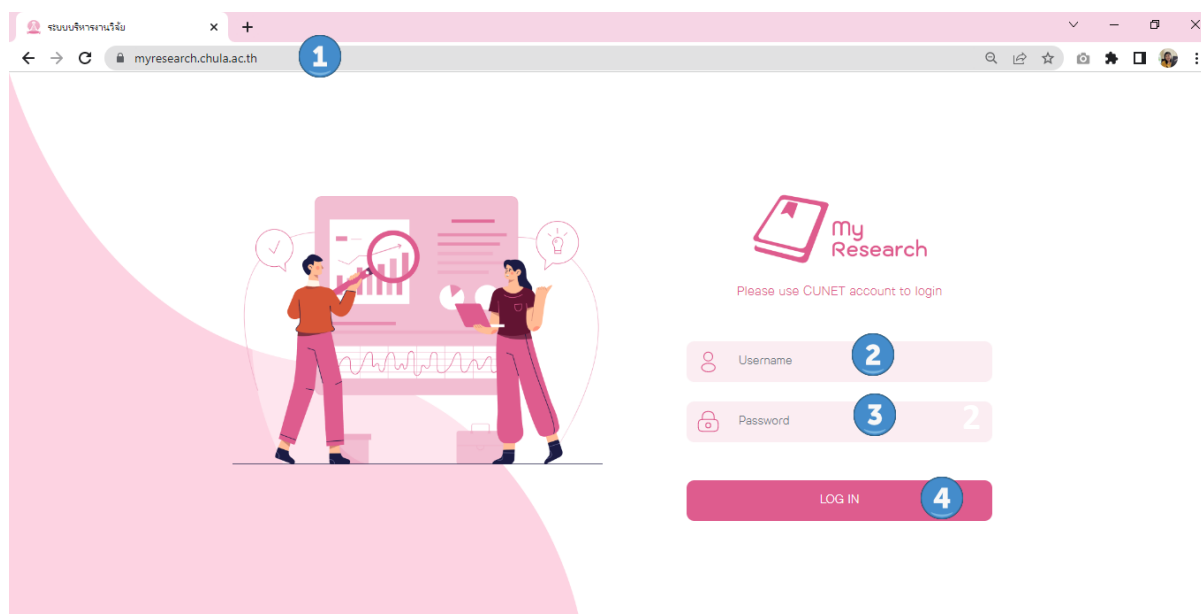 ระบบบริหารงานวิจัย
myresearch.chula.ac.th
1
My
Research
Please use CUNET account to login
Username
2
Password
3
2
LOG IN
4